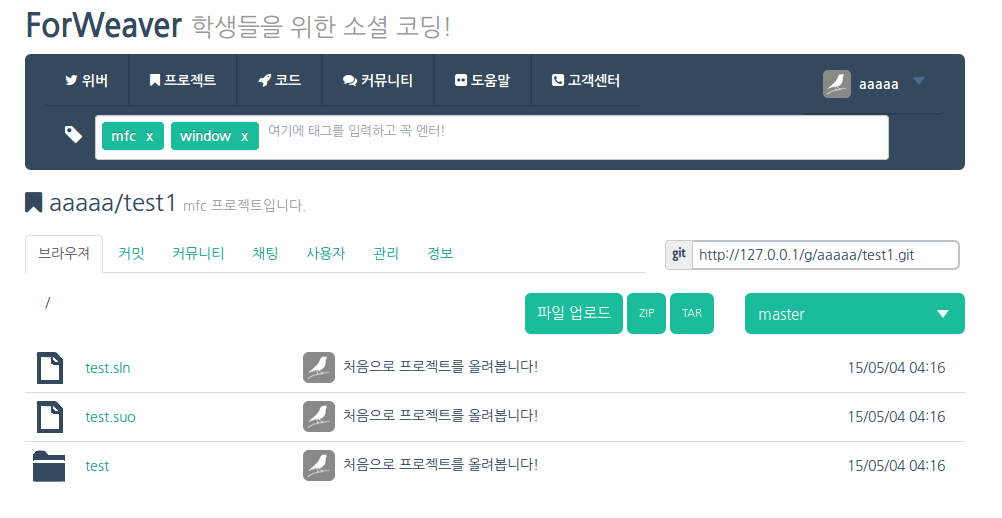 ForWeaver 학생들을 위한 소셜 코딩!
위버 프로젝트 코드 커뮤니티 도움말 고객센터 aaaaa
mfc x window x 여기에 태그를 입력하고 꼭 엔터!
aaaaa/test1 mfc 프로젝트입니다.
브라우져 커밋 커뮤니티 채팅 사용자 관리 정보 git http://127.0.0.1/g/aaaaa/test1.git
/ 파일 업로드 ZIP TAR master
test.sln 처음으로 프로젝트를 올려봅니다! 15/05/04 04:16
test.suo 처음으로 프로젝트를 올려봅니다! 15/05/04 04:16
test 처음으로 프로젝트를 올려봅니다! 15/05/04 04:16